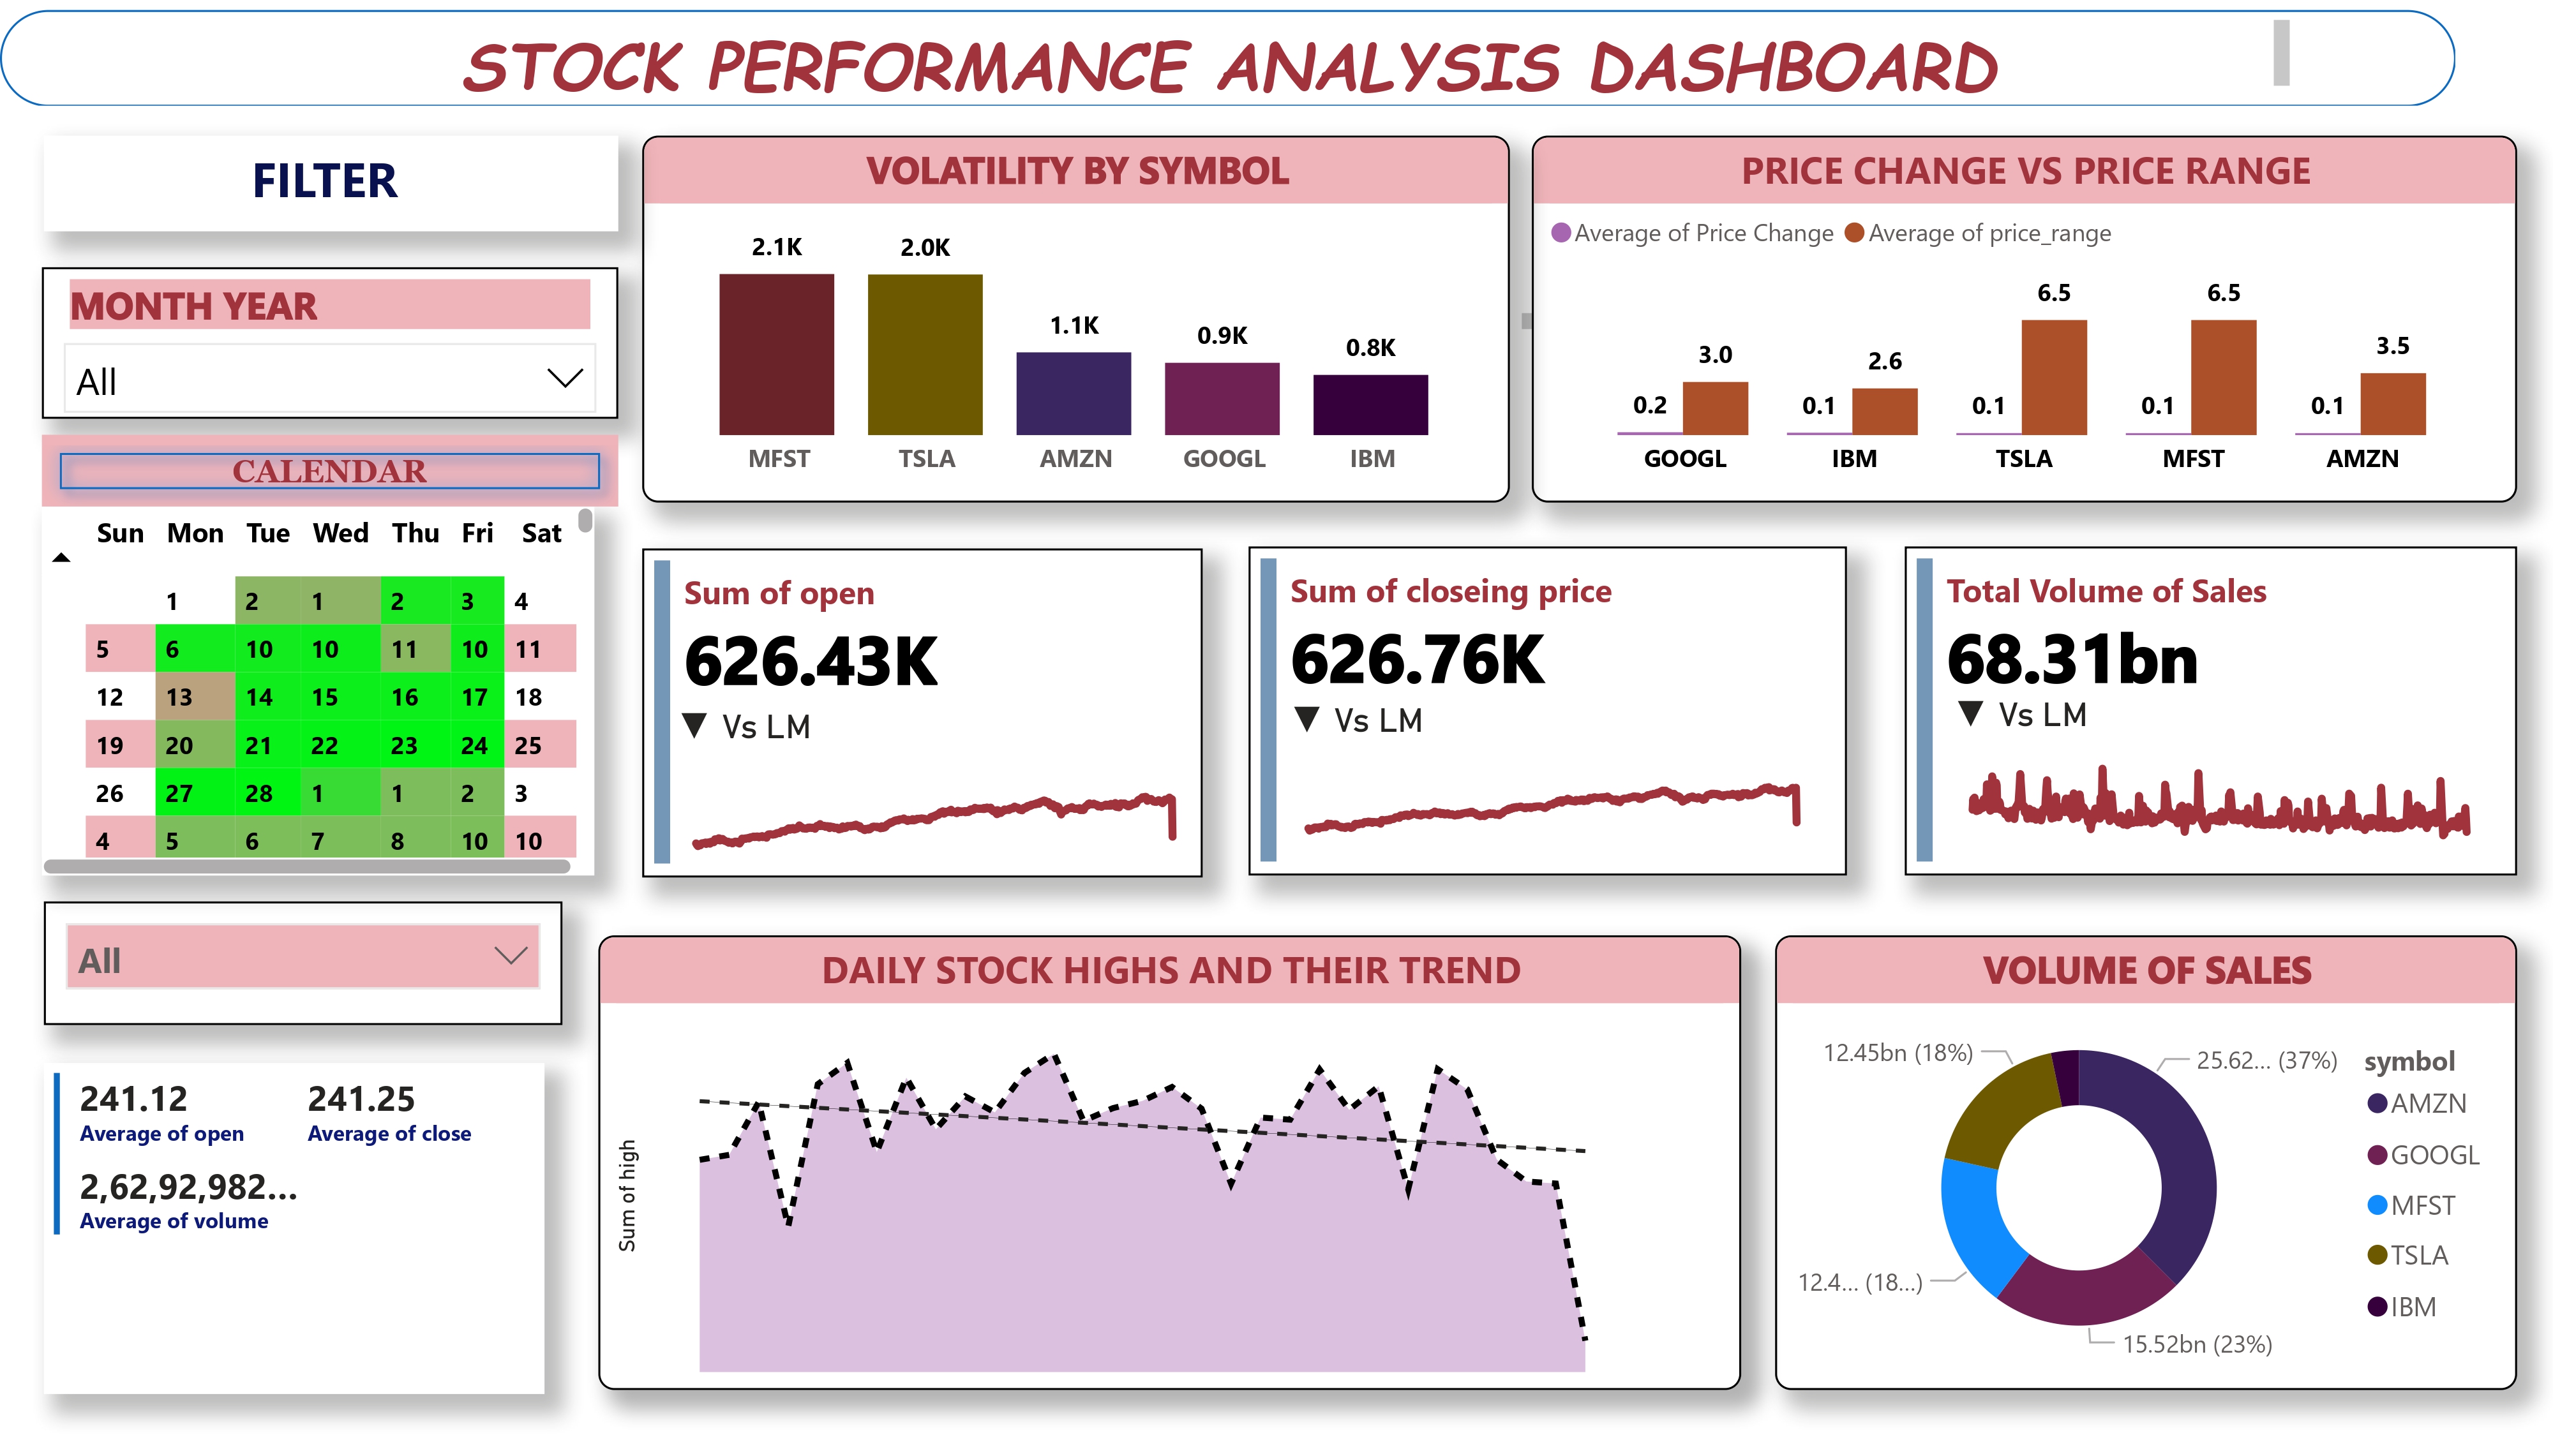 STOCK PERFORMANCE ANALYSIS DASHBOARD
FILTER
MONTH YEAR
All
CALENDAR
Sun Mon Tue Wed Thu Fri Sat
1 2 1 2 3 4
5 6 10 10 11 10 11
12 13 14 15 16 17 18
19 20 21 22 23 24 25
26 27 28 1 1 2 3
4 5 6 7 8 10 10
All
241.12 241.25
Average of open Average of close
2,62,92,982...
Average of volume
VOLATILITY BY SYMBOL
2.1K 2.0K 1.1K 0.9K 0.8K
MFST TSLA AMZN GOOGL IBM
PRICE CHANGE VS PRICE RANGE
Average of Price Change Average of price_range
0.2 3.0 0.1 2.6 0.1 6.5 0.1 6.5 0.1 3.5
GOOGL IBM TSLA MFST AMZN
Sum of open
626.43K
▼ Vs LM
Sum of closeing price
626.76K
▼ Vs LM
Total Volume of Sales
68.31bn
▼ Vs LM
DAILY STOCK HIGHS AND THEIR TREND
Sum of high
VOLUME OF SALES
12.45bn (18%)
25.62... (37%)
12.4... (18...)
15.52bn (23%)
symbol
AMZN
GOOGL
MFST
TSLA
IBM